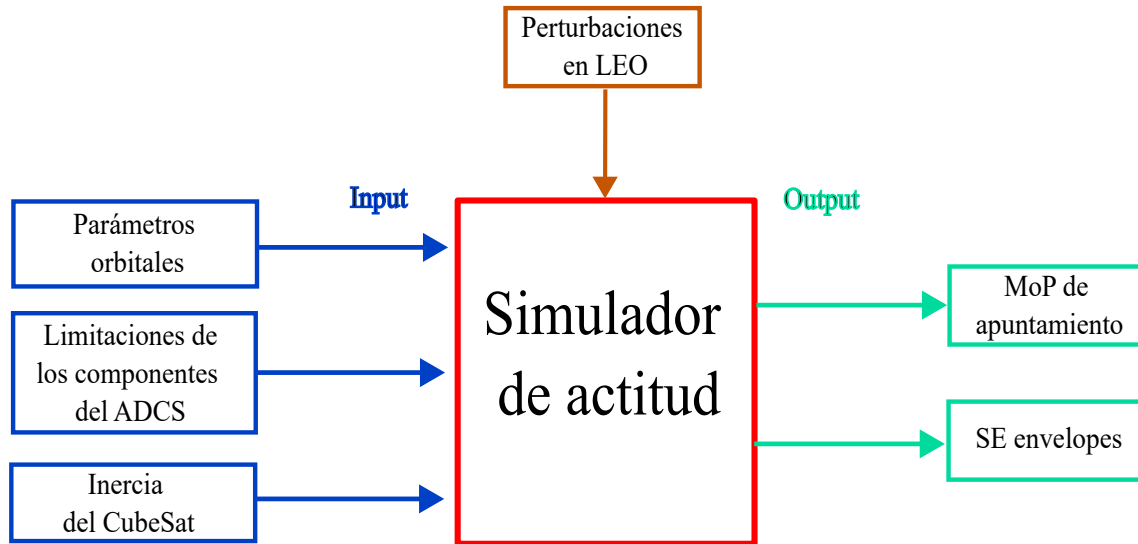 Perturbaciones
en LEO
Input
Output
Parámetros
orbitales
Limitaciones de
los componentes
del ADCS
Inercia
del CubeSat
Simulador
de actitud
MoP de
apuntamiento
SE envelopes